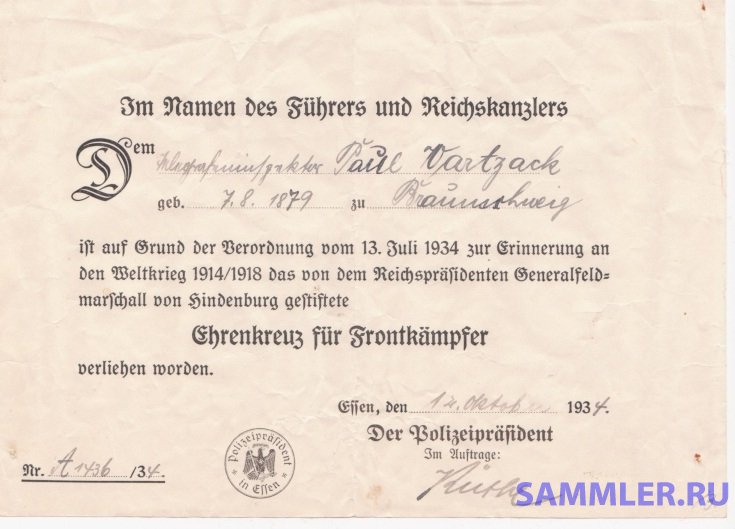 Im Namen des Führers und Reichskanzlers
Dem Telegrafeninspektor Paul Vartzack
geb. 7.8. 1879 zu Braunschweig
ist auf Grund der Verordnung vom 13. Juli 1934 zur Erinnerung an
den Weltkrieg 1914/1918 das von dem Reichspräsidenten Generalfeld-
marschall von Hindenburg gestiftete
Ehrenkreuz für Frontkämpfer
verliehen worden.
Essen, den Oktober 1934.
Der Polizeipräsident
Im Auftrage:
Nr. A 1436 /34.
Polizeipräsident
in Essen
SAMMLER.RU